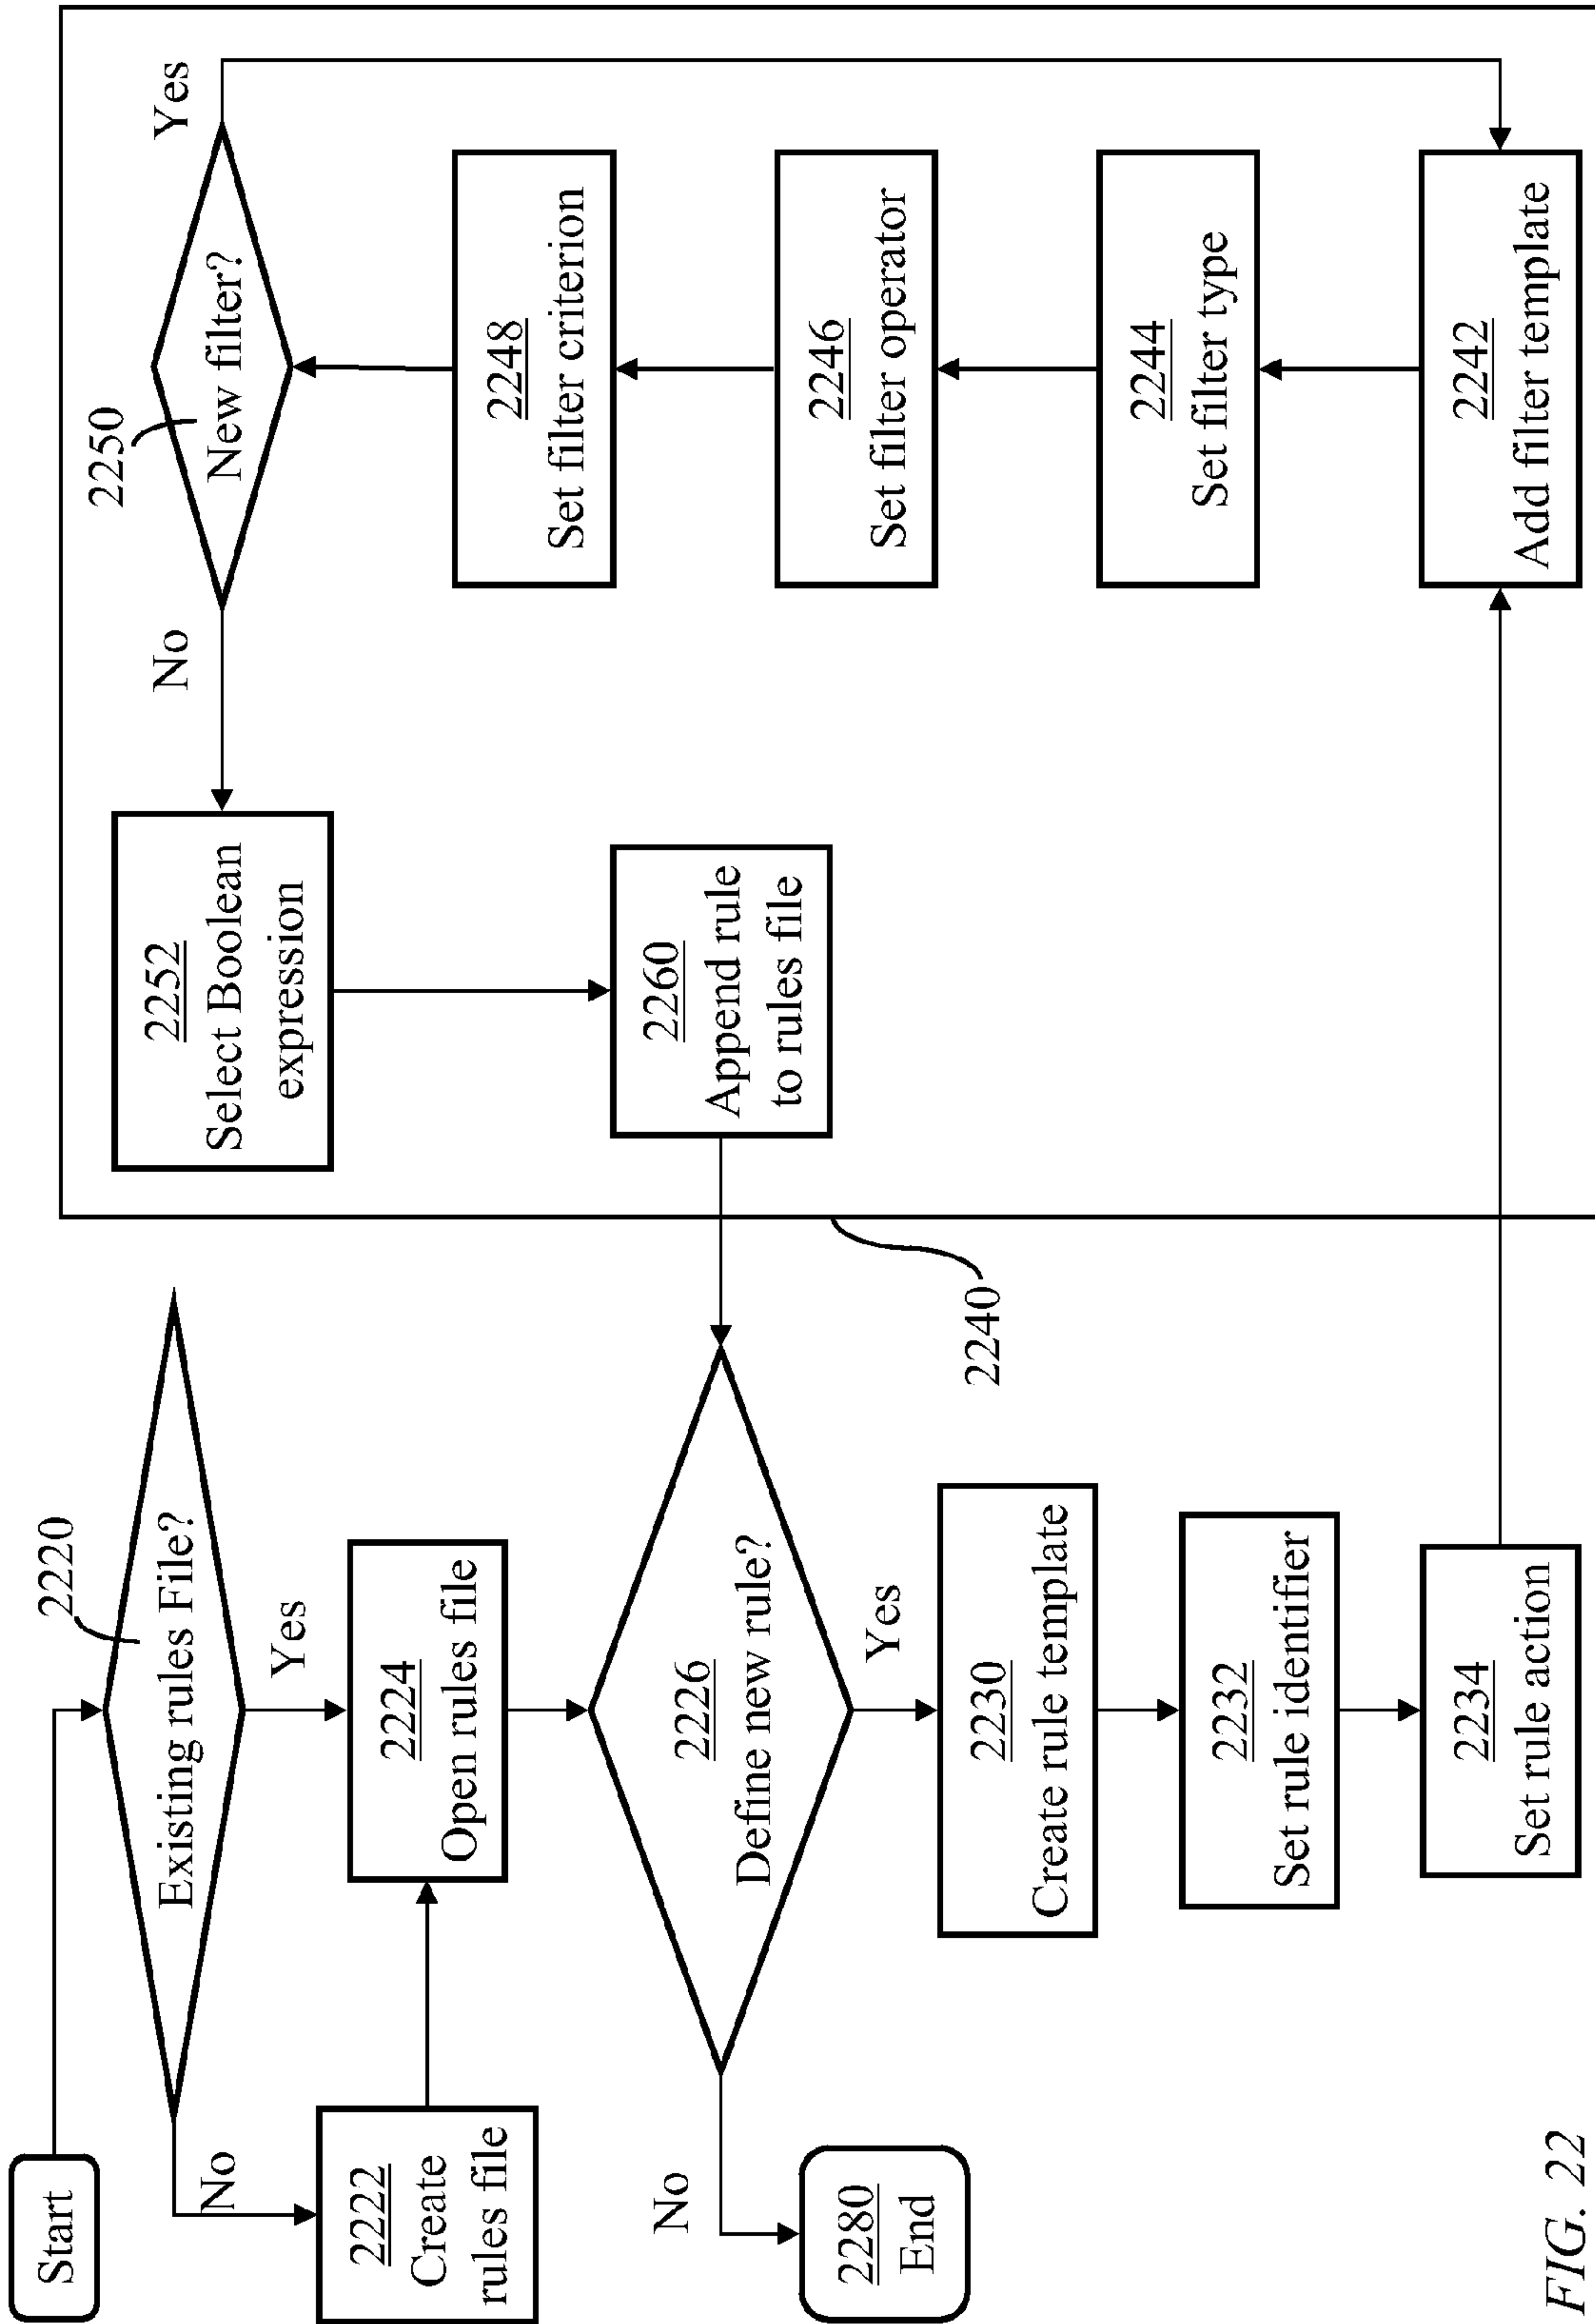 Start
2220
Existing rules File?
No
Yes
2222
Create
rules file
2224
Open rules file
2226
Define new rule?
No
Yes
2280
End
2230
Create rule template
2232
Set rule identifier
2234
Set rule action
2240
2250
New filter?
No
Yes
2252
Select Boolean
expression
2248
Set filter criterion
2260
Append rule
to rules file
2246
Set filter operator
2244
Set filter type
2242
Add filter template
FIG. 22